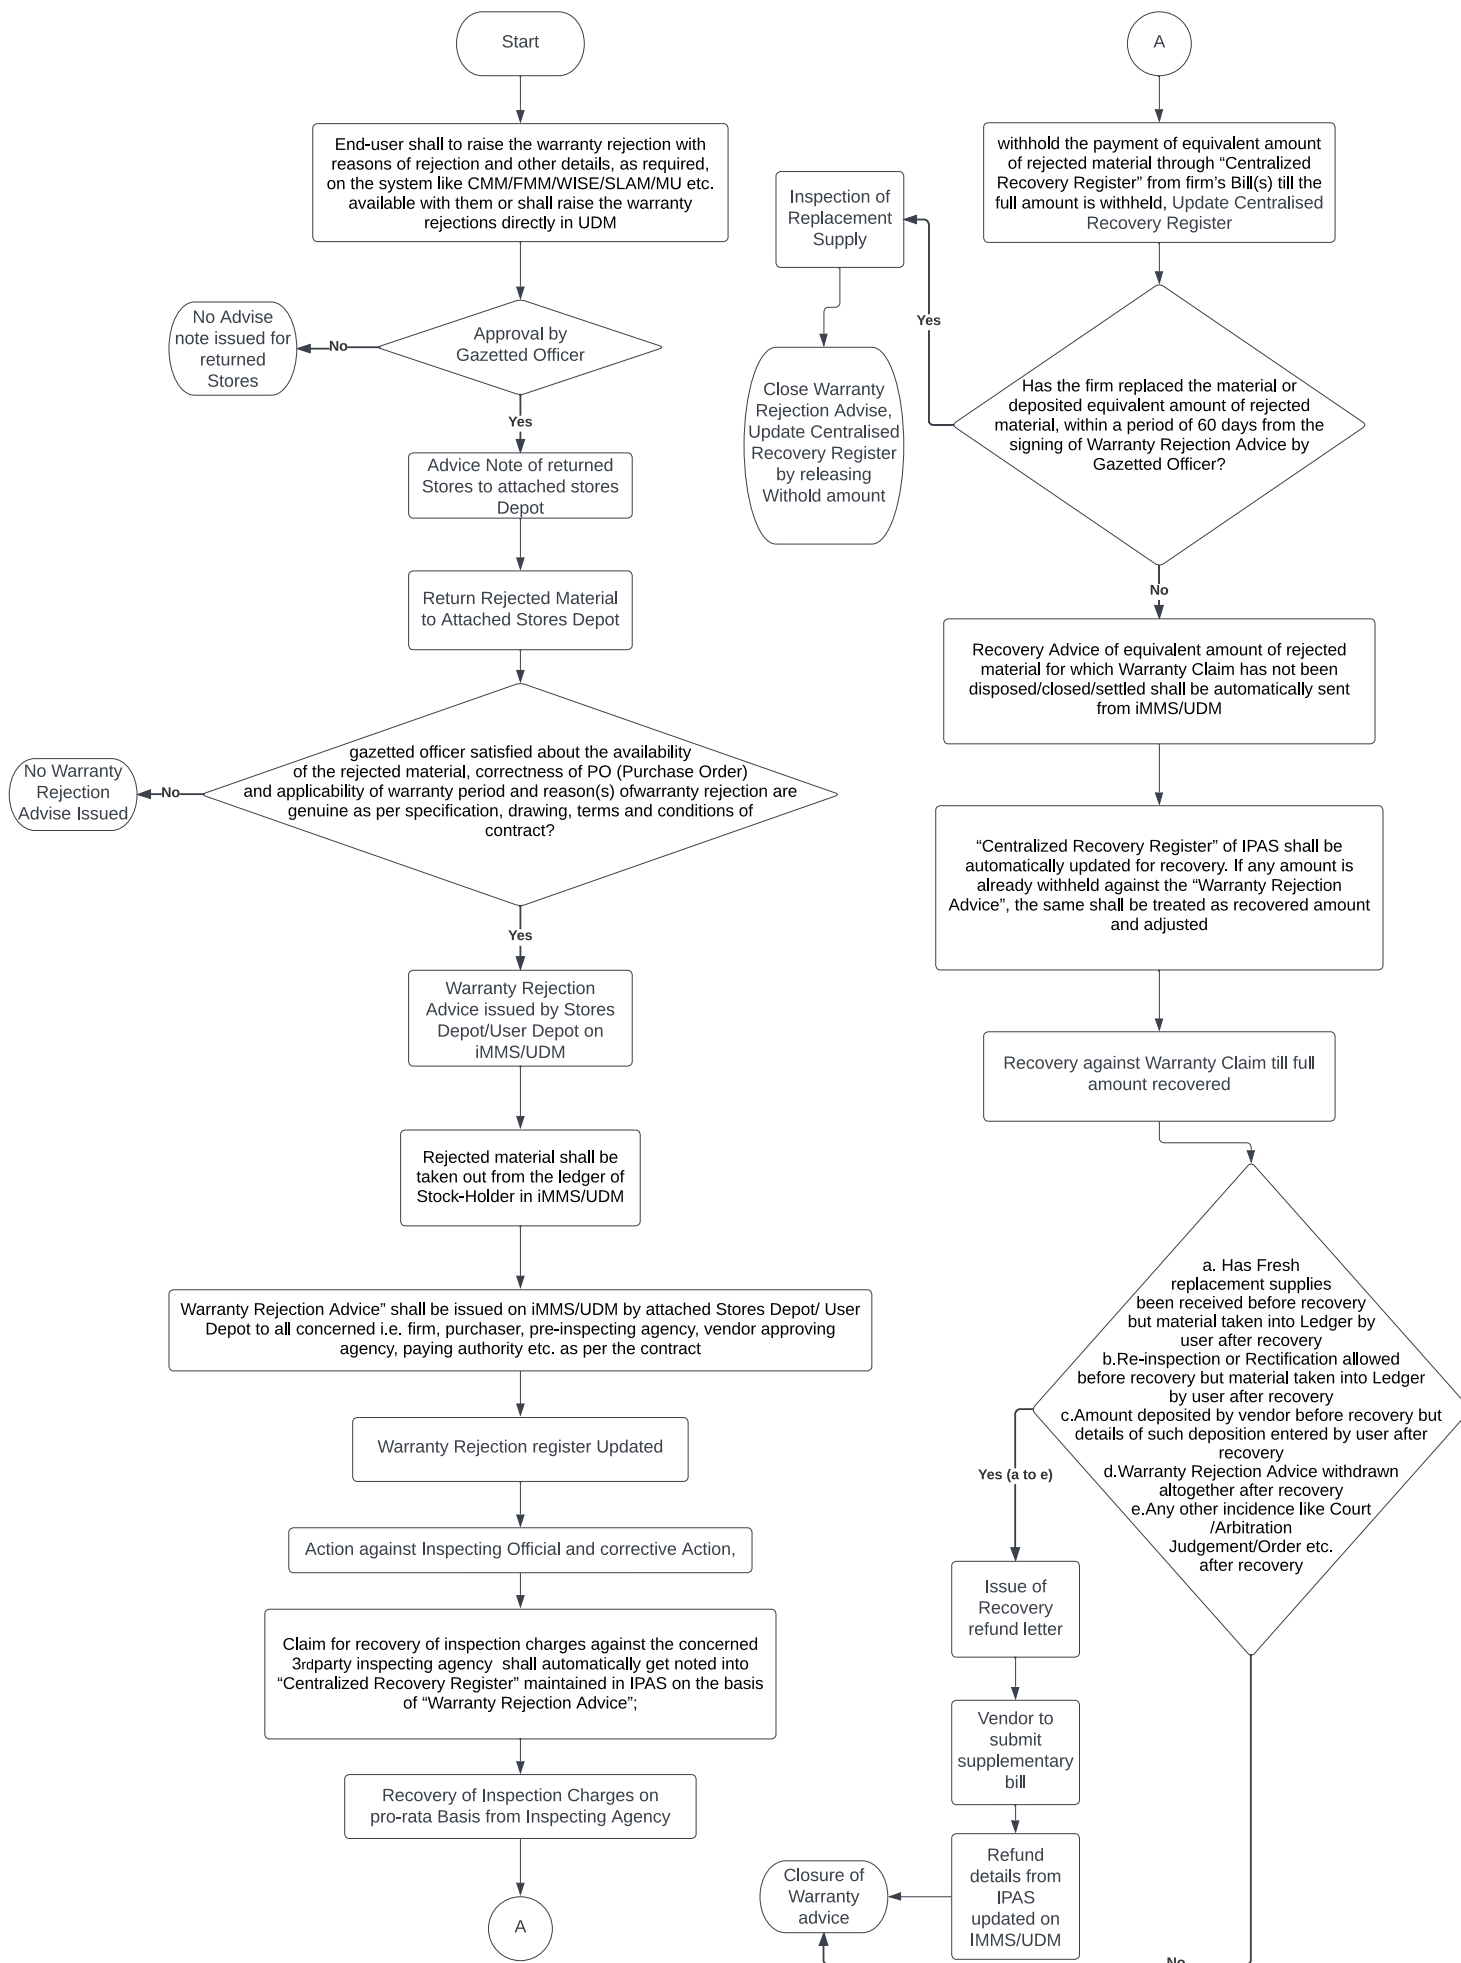 Start
End-user shall to raise the warranty rejection with
reasons of rejection and other details, as required,
on the system like CMM/FMM/WISE/SLAM/MU etc.
available with them or shall raise the warranty
rejections directly in UDM
Approval by
Gazetted Officer
No
No Advise
note issued for
returned
Stores
Yes
Advice Note of returned
Stores to attached stores
Depot
Return Rejected Material
to Attached Stores Depot
gazetted officer satisfied about the availability
of the rejected material, correctness of PO (Purchase Order)
and applicability of warranty period and reason(s) ofwarranty rejection are
genuine as per specification, drawing, terms and conditions of
contract?
No
No Warranty
Rejection
Advise Issued
Yes
Warranty Rejection
Advice issued by Stores
Depot/User Depot on
iMMS/UDM
Rejected material shall be
taken out from the ledger of
Stock-Holder in iMMS/UDM
Warranty Rejection Advice” shall be issued on iMMS/UDM by attached Stores Depot/ User
Depot to all concerned i.e. firm, purchaser, pre-inspecting agency, vendor approving
agency, paying authority etc. as per the contract
Warranty Rejection register Updated
Action against Inspecting Official and corrective Action,
Claim for recovery of inspection charges against the concerned
3rdparty inspecting agency shall automatically get noted into
“Centralized Recovery Register” maintained in IPAS on the basis
of “Warranty Rejection Advice”;
Recovery of Inspection Charges on
pro-rata Basis from Inspecting Agency
A
A
withhold the payment of equivalent amount
of rejected material through “Centralized
Recovery Register” from firm’s Bill(s) till the
full amount is withheld, Update Centralised
Recovery Register
Has the firm replaced the material or
deposited equivalent amount of rejected
material, within a period of 60 days from the
signing of Warranty Rejection Advice by
Gazetted Officer?
Yes
Inspection of
Replacement
Supply
Close Warranty
Rejection Advise,
Update Centralised
Recovery Register
by releasing
Withold amount
No
Recovery Advice of equivalent amount of rejected
material for which Warranty Claim has not been
disposed/closed/settled shall be automatically sent
from iMMS/UDM
“Centralized Recovery Register” of IPAS shall be
automatically updated for recovery. If any amount is
already withheld against the “Warranty Rejection
Advice”, the same shall be treated as recovered amount
and adjusted
Recovery against Warranty Claim till full
amount recovered
a. Has Fresh
replacement supplies
been received before recovery
but material taken into Ledger by
user after recovery
b.Re-inspection or Rectification allowed
before recovery but material taken into Ledger
by user after recovery
c.Amount deposited by vendor before recovery but
details of such deposition entered by user after
recovery
d.Warranty Rejection Advice withdrawn
altogether after recovery
e.Any other incidence like Court
/Arbitration
Judgement/Order etc.
after recovery
Yes (a to e)
Issue of
Recovery
refund letter
Vendor to
submit
supplementary
bill
Refund
details from
IPAS
updated on
IMMS/UDM
Closure of
Warranty
advice
No